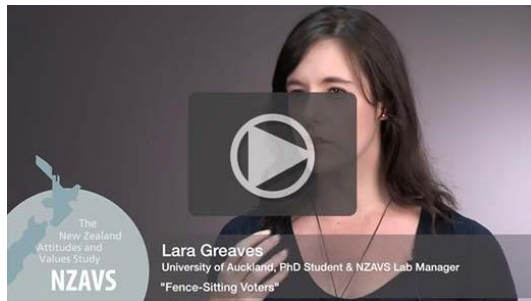 The
New Zealand
Attitudes and
Values Study
NZAVS
Lara Greaves
University of Auckland, PhD Student & NZAVS Lab Manager
"Fence-Sitting Voters"